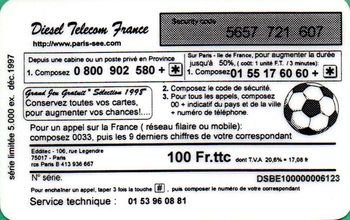 Diesel Telecom France
http://www.paris-see.com
Security code
5657 721 607
Depuis une cabine ou un poste privé en Province
1. Composez 0 800 902 580 + *
Sur Paris - Ile de France, pour augmenter la durée
jusqu'à 50%, ( coût: 1 unité F.T. / 3 minutes):
1. Composez 01 55 17 60 60 + *
Grand Jeu Gratuit "Sélection 1998"
Conservez toutes vos cartes,
pour augmenter vos chances!....
2. Composez le code de sécurité.
3. Pour tous les appels, composez
00 + indicatif du pays et de la ville
+ numéro de téléphone.
Pour un appel sur la France ( réseau filaire ou mobile):
composez 0033, puis les 9 derniers chiffres de votre correspondant
Editec - 106, rue Legendre
75017 - Paris
rcs Paris B 413 936 667
100 Fr.ttc dont T.V.A 20,6% = 17,08 fr
N° série.
DSBE100000006123
Pour enchaîner un appel, taper 3 fois la touche #, puis composer le numéro de votre correspondant
Service technique : 01 53 96 08 81
série limitée 5.000 ex. déc.1997